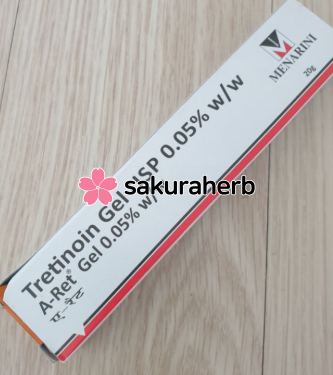 MENARINI
20g
Tretinoin Gel USP 0.05% w/w
A-Ret® Gel 0.05% w/
ए-रेट
sakuraherb